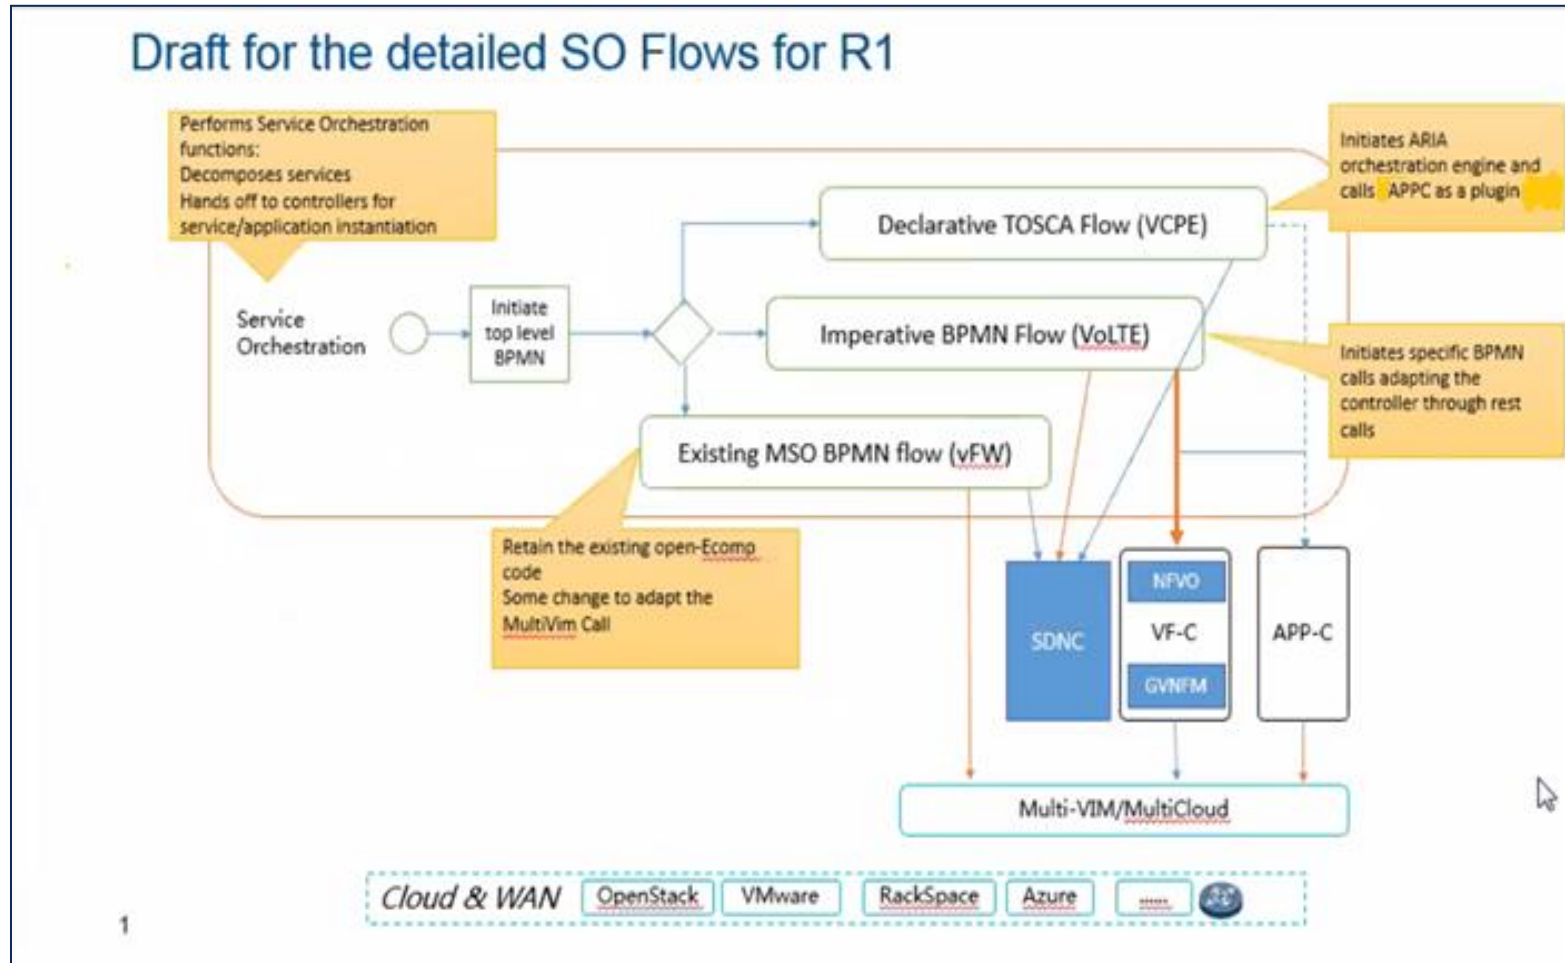 Draft for the detailed SO Flows for R1
Performs Service Orchestration
functions:
Decomposes services
Hands off to controllers for
service/application instantiation
Initiates ARIA
orchestration engine and
calls APPC as a plugin
Declarative TOSCA Flow (VCPE)
Service
Orchestration
Initiate
top level
BPMN
Imperative BPMN Flow (VoLTE)
Initiates specific BPMN
calls adapting the
controller through rest
calls
Existing MSO BPMN flow (vFW)
Retain the existing open-Ecomp
code
Some change to adapt the
MultiVim Call
SDNC
NFVO
VF-C
GVNFM
APP-C
Multi-VIM/MultiCloud
Cloud & WAN
OpenStack
VMware
RackSpace
Azure
......
1